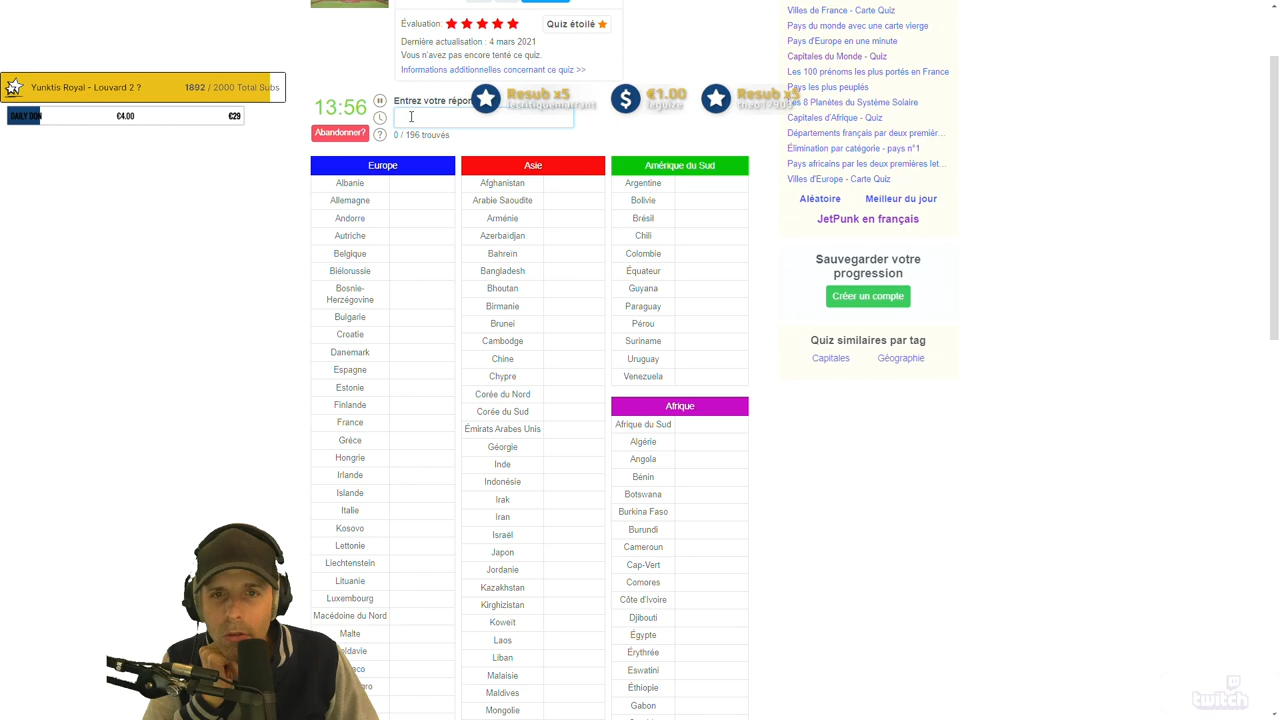 Évaluation:
Quiz étoilé
Dernière actualisation : 4 mars 2021
Vous n'avez pas encore tenté ce quiz.
Informations additionnelles concernant ce quiz >>
Yunktis Royal - Louvard 2 ?
1892 / 2000 Total Subs
DAILY DON
€4.00
€29
13:56
Abandonner?
Entrez votre répon
0 / 196 trouvés
Resub x5
€1.00
Resub x5
Europe
Albanie
Allemagne
Andorre
Autriche
Belgique
Biélorussie
Bosnie-
Herzégovine
Bulgarie
Croatie
Danemark
Espagne
Estonie
Finlande
France
Grèce
Hongrie
Irlande
Islande
Italie
Kosovo
Lettonie
Liechtenstein
Lituanie
Luxembourg
Macédoine du Nord
Malte
ldavie
aco
gro
Asie
Afghanistan
Arabie Saoudite
Arménie
Azerbaïdjan
Bahreïn
Bangladesh
Bhoutan
Birmanie
Brunei
Cambodge
Chine
Chypre
Corée du Nord
Corée du Sud
Émirats Arabes Unis
Géorgie
Inde
Indonésie
Irak
Iran
Israël
Japon
Jordanie
Kazakhstan
Kirghizistan
Koweït
Laos
Liban
Malaisie
Maldives
Mongolie
Amérique du Sud
Argentine
Bolivie
Brésil
Chili
Colombie
Équateur
Guyana
Paraguay
Pérou
Suriname
Uruguay
Venezuela
Afrique
Afrique du Sud
Algérie
Angola
Bénin
Botswana
Burkina Faso
Burundi
Cameroun
Cap-Vert
Comores
Côte d'Ivoire
Djibouti
Égypte
Érythrée
Eswatini
Éthiopie
Gabon
Villes de France - Carte Quiz
Pays du monde avec une carte vierge
Pays d'Europe en une minute
Capitales du Monde - Quiz
Les 100 prénoms les plus portés en France
Pays les plus peuplés
Les 8 Planètes du Système Solaire
Capitales d'Afrique - Quiz
Départements français par deux premièr...
Élimination par catégorie - pays n°1
Pays africains par les deux premières let...
Villes d'Europe - Carte Quiz
Aléatoire
Meilleur du jour
JetPunk en français
Sauvegarder votre
progression
Créer un compte
Quiz similaires par tag
Capitales
Géographie
twitch